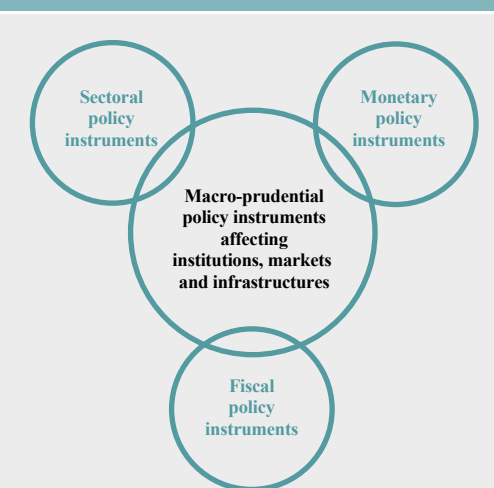 Sectoral
policy
instruments
Monetary
policy
instruments
Macro-prudential
policy instruments
affecting
institutions, markets
and infrastructures
Fiscal
policy
instruments